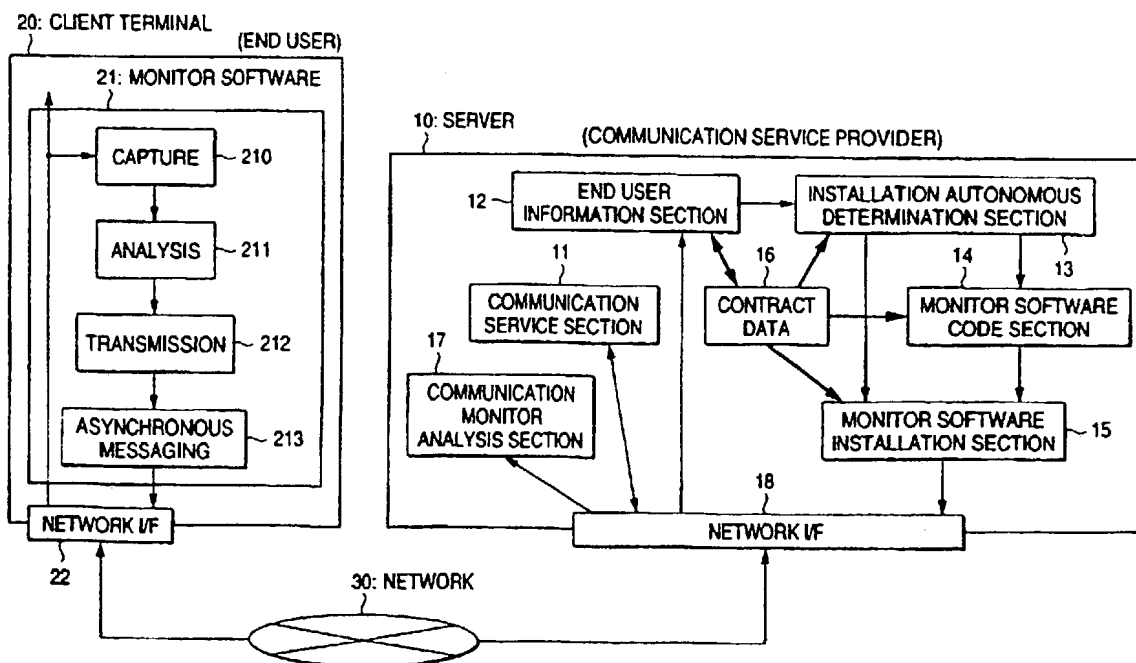 20: CLIENT TERMINAL
(END USER)
21: MONITOR SOFTWARE
CAPTURE
210
ANALYSIS
211
TRANSMISSION
212
ASYNCHRONOUS
MESSAGING
213
NETWORK I/F
22
10: SERVER
(COMMUNICATION SERVICE PROVIDER)
12
END USER
INFORMATION SECTION
INSTALLATION AUTONOMOUS
DETERMINATION SECTION
13
11
COMMUNICATION
SERVICE SECTION
16
CONTRACT
DATA
14
MONITOR SOFTWARE
CODE SECTION
17
COMMUNICATION
MONITOR
ANALYSIS SECTION
MONITOR SOFTWARE
INSTALLATION SECTION
15
18
NETWORK I/F
30: NETWORK